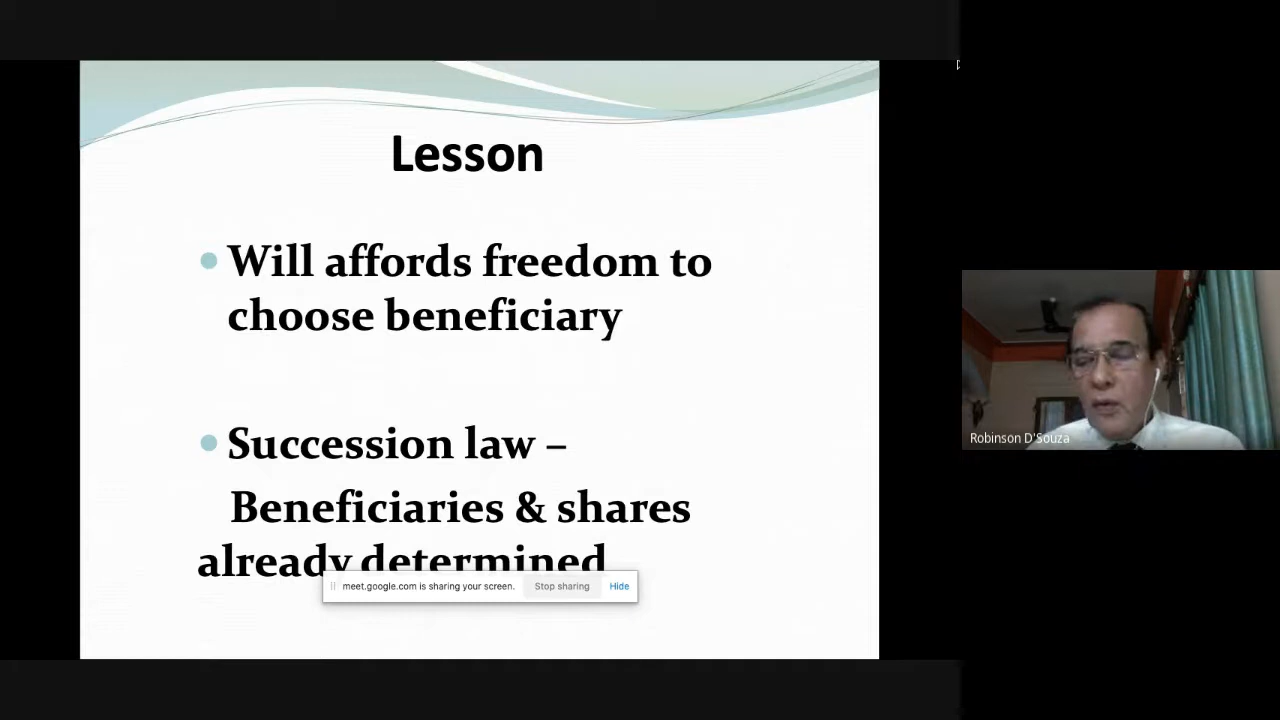 Lesson
Will affords freedom to
choose beneficiary
Succession law –
Beneficiaries & shares
already determined
meet.google.com is sharing your screen. Stop sharing Hide
Robinson D'Souza